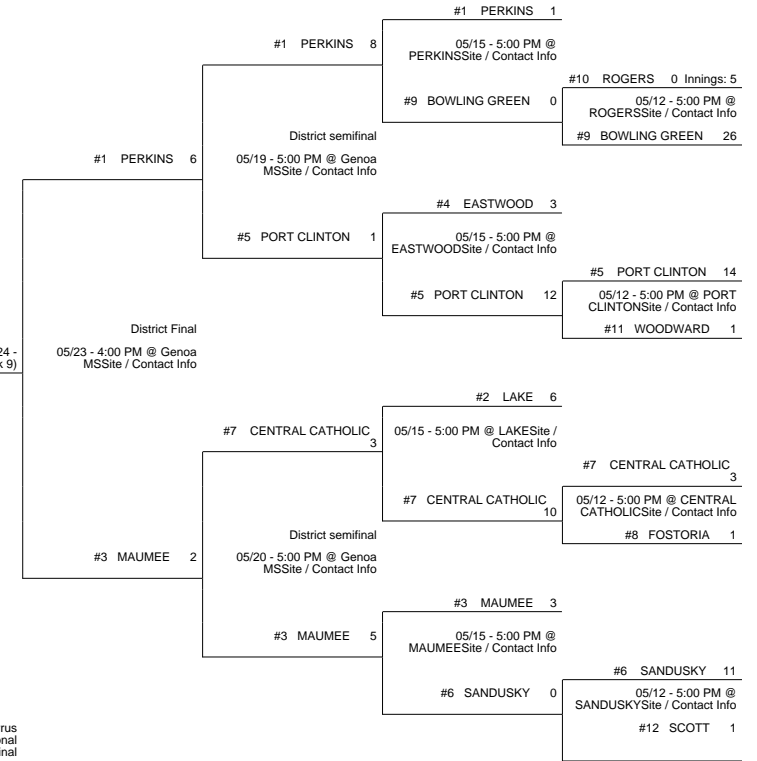 #1 PERKINS 1
#1 PERKINS 8
05/15 - 5:00 PM @
PERKINSSite / Contact Info
#10 ROGERS 0 Innings: 5
#9 BOWLING GREEN 0
05/12 - 5:00 PM @
ROGERSSite / Contact Info
District semifinal
#9 BOWLING GREEN 26
#1 PERKINS 6
05/19 - 5:00 PM @ Genoa
MSSite / Contact Info
#4 EASTWOOD 3
#5 PORT CLINTON 1
05/15 - 5:00 PM @
EASTWOODSite / Contact Info
#5 PORT CLINTON 14
#5 PORT CLINTON 12
05/12 - 5:00 PM @ PORT
CLINTONSite / Contact Info
District Final
#11 WOODWARD 1
24 -
k 9)
05/23 - 4:00 PM @ Genoa
MSSite / Contact Info
#2 LAKE 6
#7 CENTRAL CATHOLIC
3
05/15 - 5:00 PM @ LAKESite /
Contact Info
#7 CENTRAL CATHOLIC
3
#7 CENTRAL CATHOLIC
10
05/12 - 5:00 PM @ CENTRAL
CATHOLICSite / Contact Info
District semifinal
#8 FOSTORIA 1
#3 MAUMEE 2
05/20 - 5:00 PM @ Genoa
MSSite / Contact Info
#3 MAUMEE 3
#3 MAUMEE 5
05/15 - 5:00 PM @
MAUMEESite / Contact Info
#6 SANDUSKY 11
#6 SANDUSKY 0
05/12 - 5:00 PM @
SANDUSKYSite / Contact Info
#12 SCOTT 1
rus
onal
inal